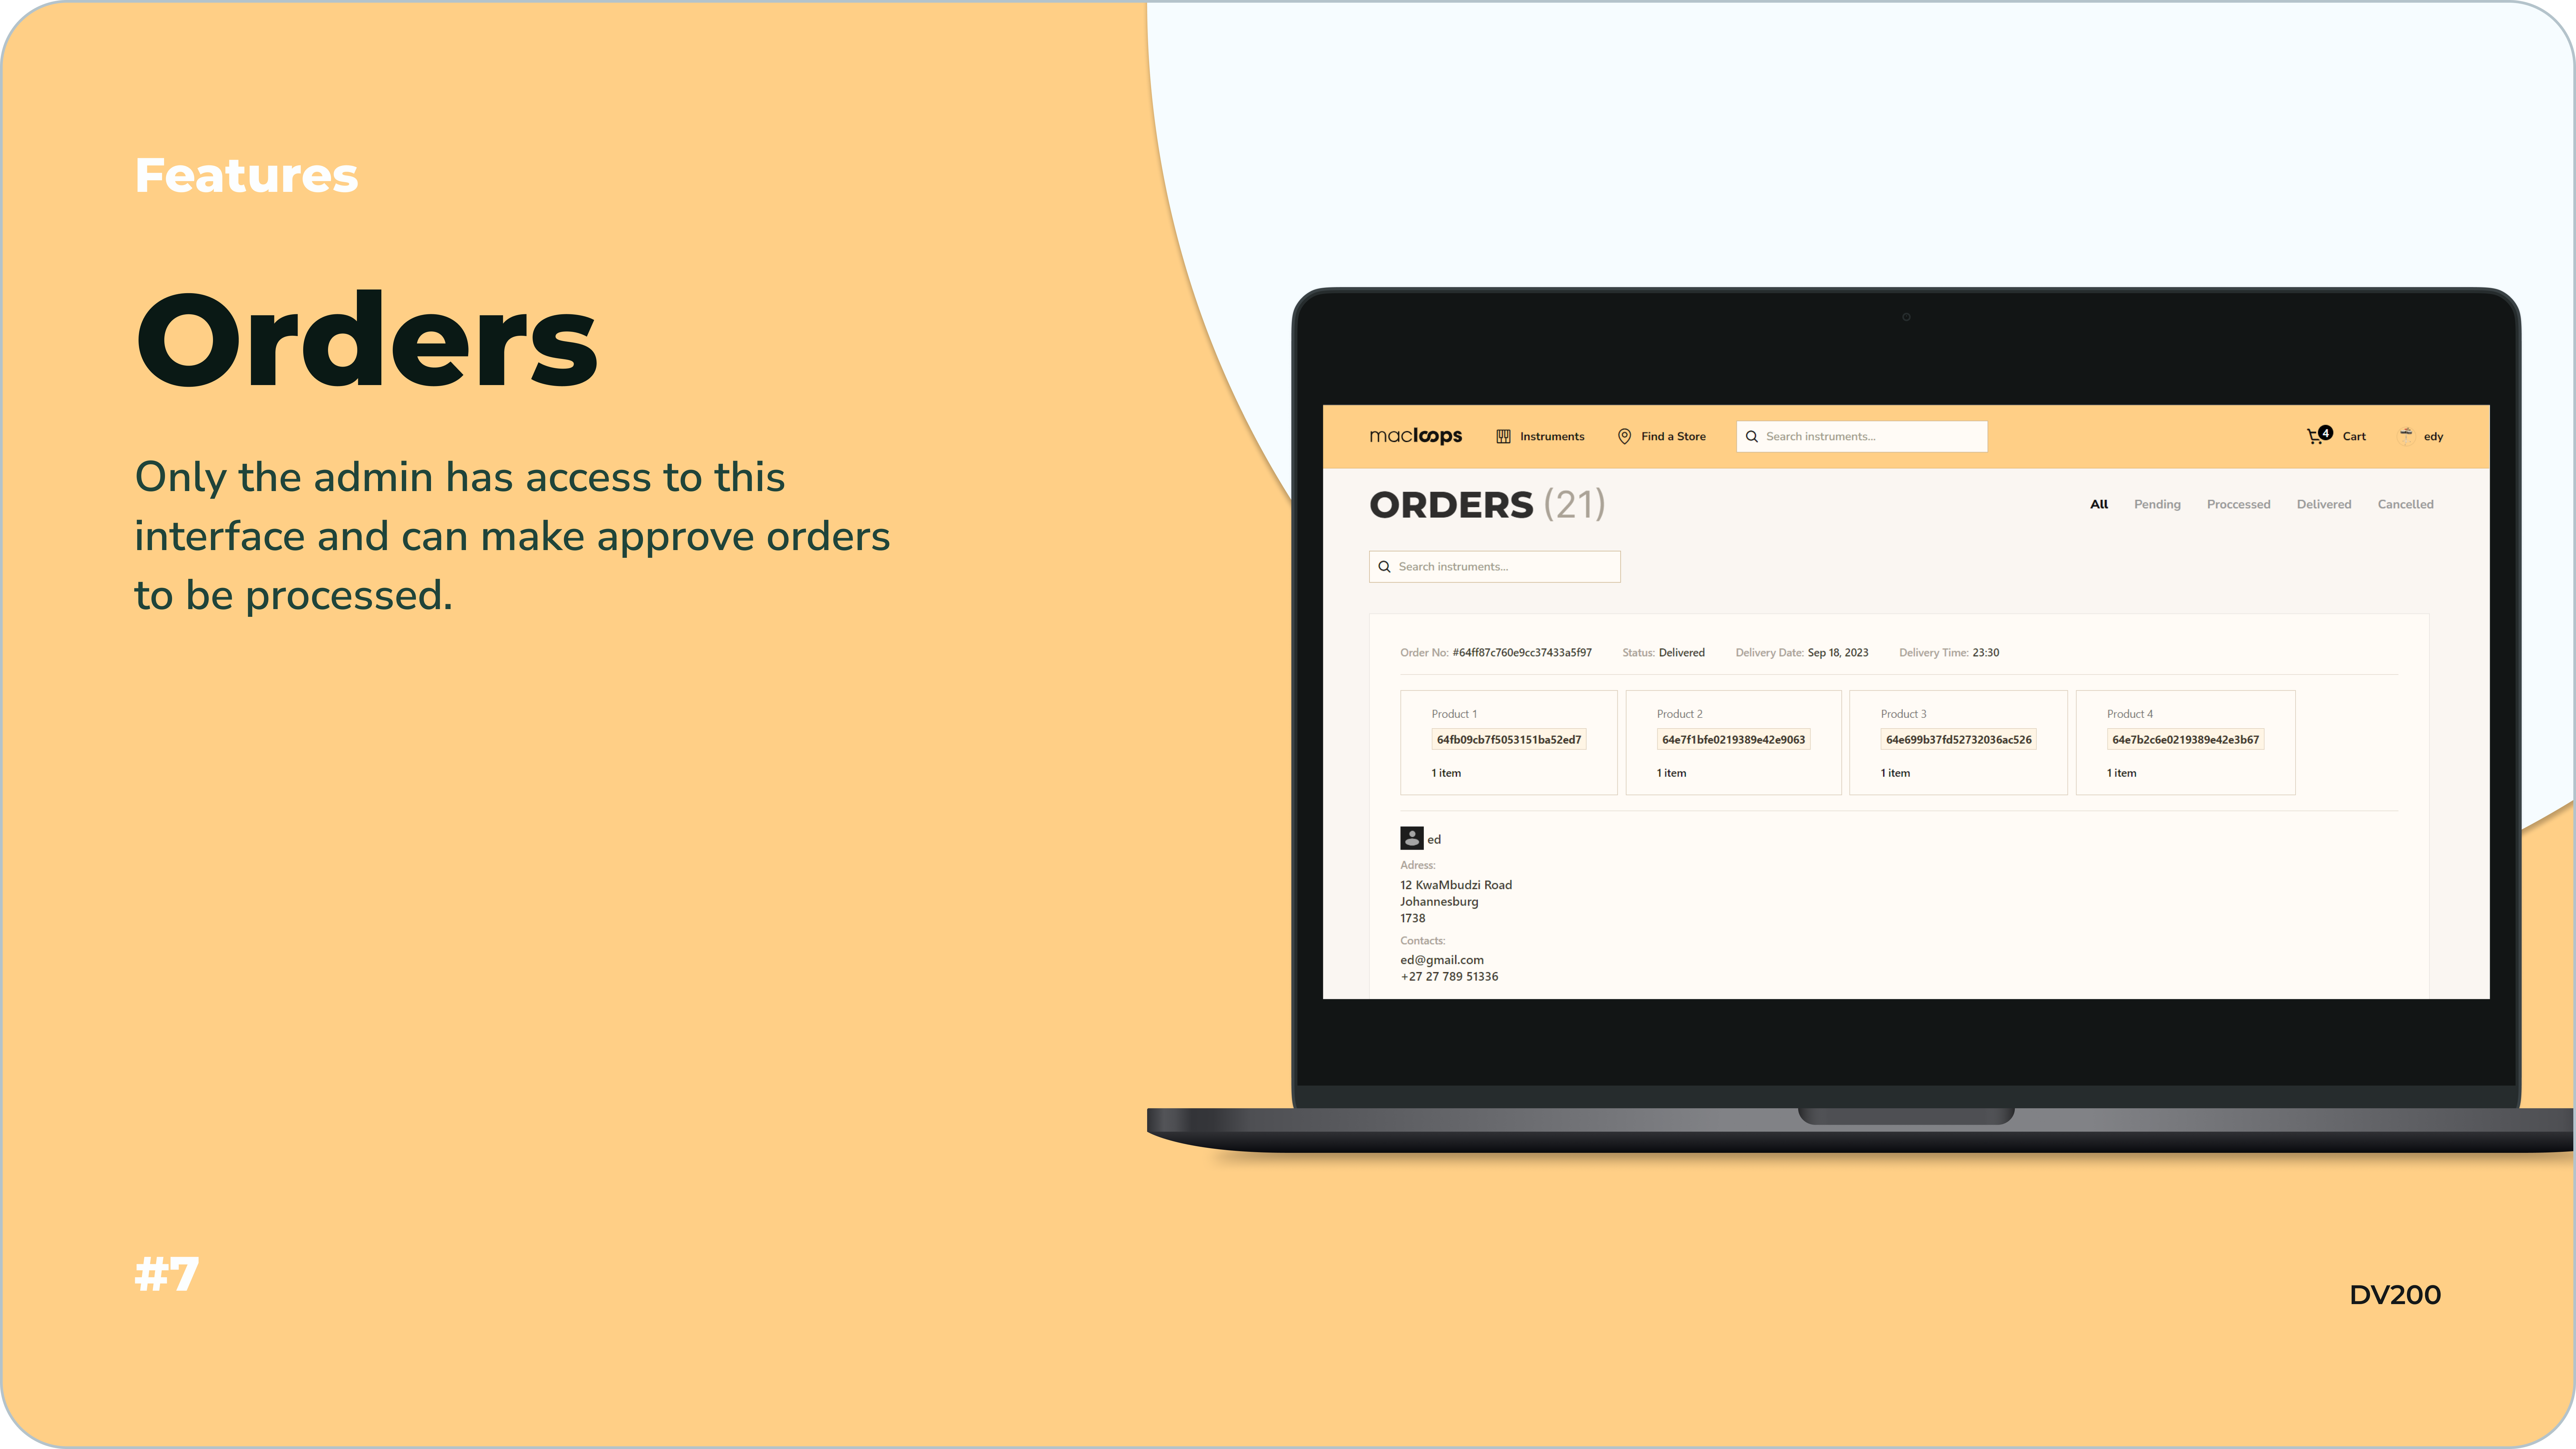 Features
Orders
Only the admin has access to this
interface and can make approve orders
to be processed.
macloops Instruments Find a Store Search instruments... 4 Cart edy
ORDERS (21) All Pending Proccessed Delivered Cancelled
Search instruments...
Order No: #64ff87c760e9cc37433a5f97 Status: Delivered Delivery Date: Sep 18, 2023 Delivery Time: 23:30
Product 1 Product 2 Product 3 Product 4
64fb09cb7f5053151ba52ed7 64e7f1bfe0219389e42e9063 64e699b37fd52732036ac526 64e7b2c6e0219389e42e3b67
1 item 1 item 1 item 1 item
ed
Adress:
12 KwaMbudzi Road
Johannesburg
1738
Contacts:
ed@gmail.com
+27 27 789 51336
#7
DV200